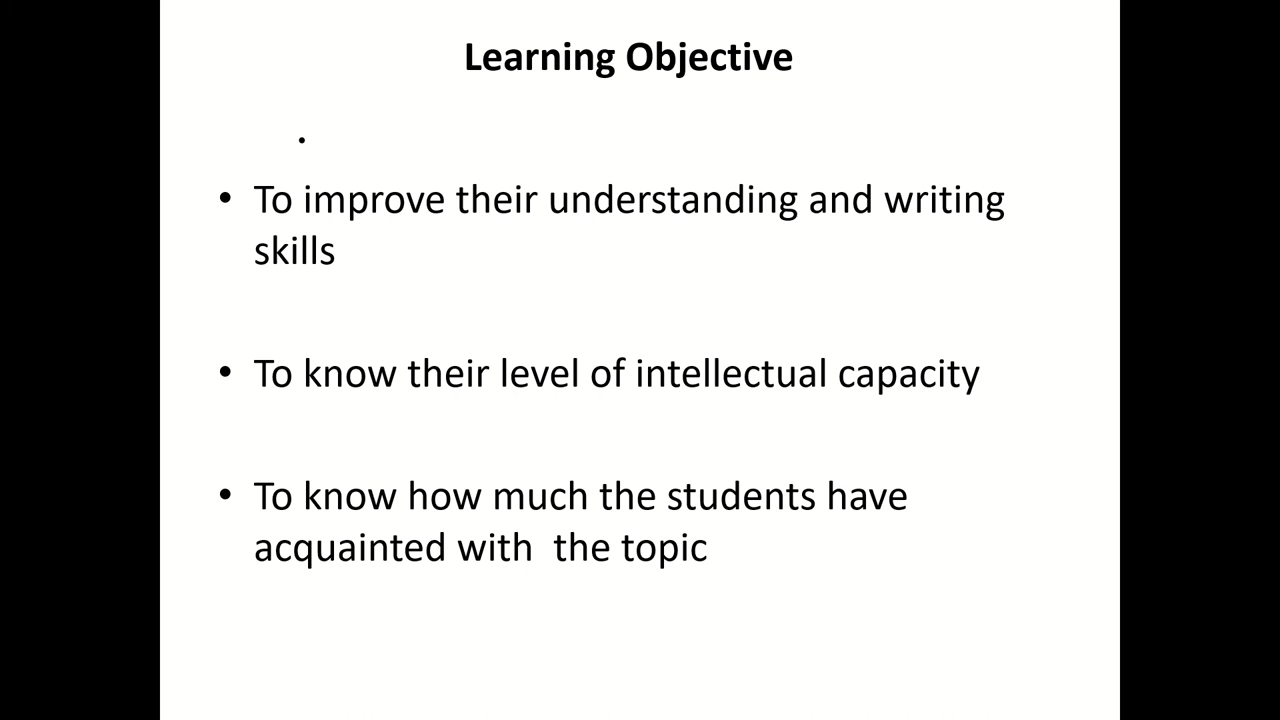 Learning Objective
.
• To improve their understanding and writing
skills
• To know their level of intellectual capacity
• To know how much the students have
acquainted with  the topic